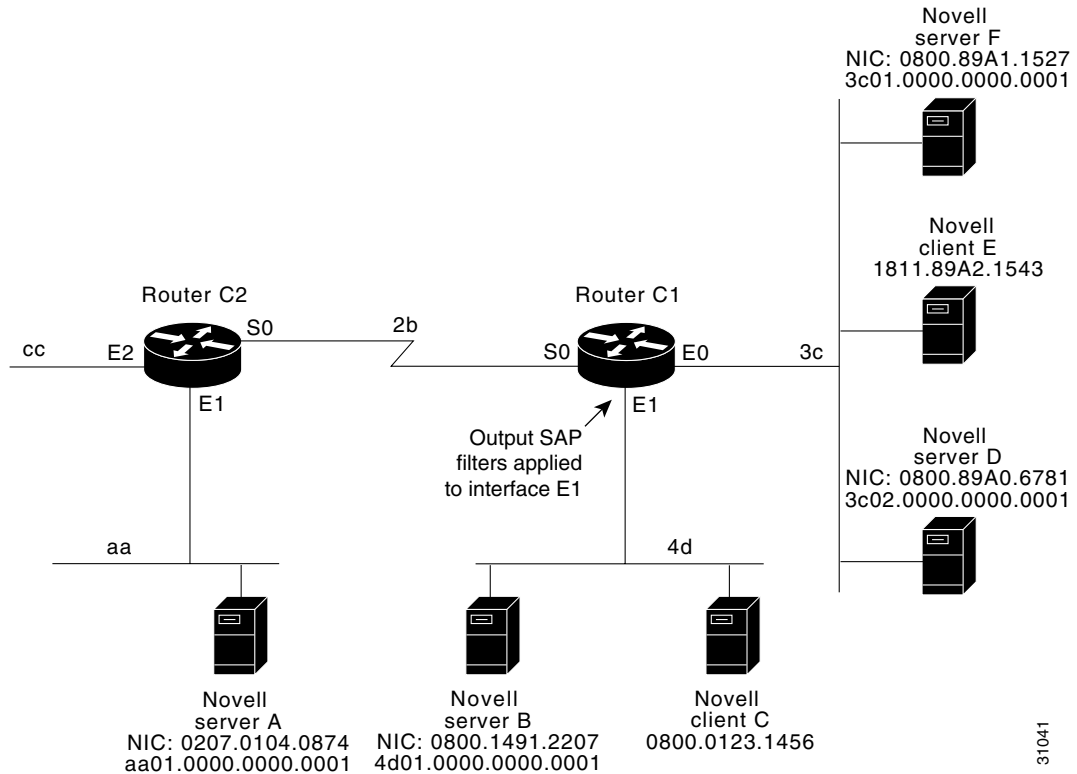 Novell
server F
NIC: 0800.89A1.1527
3c01.0000.0000.0001
Novell
client E
1811.89A2.1543
Router C2
Router C1
S0
2b
cc
E2
S0
E0
3c
E1
E1
Output SAP
filters applied
to interface E1
Novell
server D
NIC: 0800.89A0.6781
3c02.0000.0000.0001
aa
4d
Novell
server A
NIC: 0207.0104.0874
aa01.0000.0000.0001
Novell
server B
NIC: 0800.1491.2207
4d01.0000.0000.0001
Novell
client C
0800.0123.1456
31041